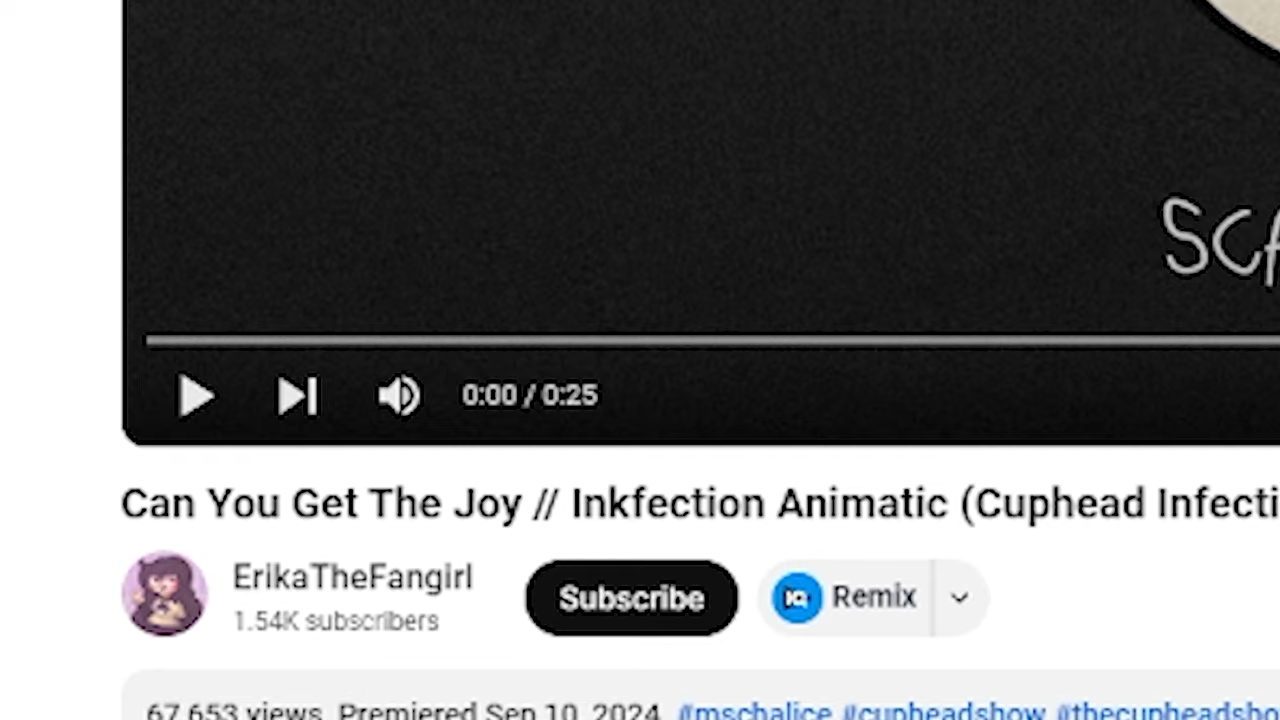 SC
0:00 / 0:25
Can You Get The Joy // Inkfection Animatic (Cuphead Infecti
ErikaTheFangirl
1.54K subscribers
Subscribe
Remix
67,653 views Premiered Sep 10, 2024 #mschalice #cupheadshow #thecupheadsho